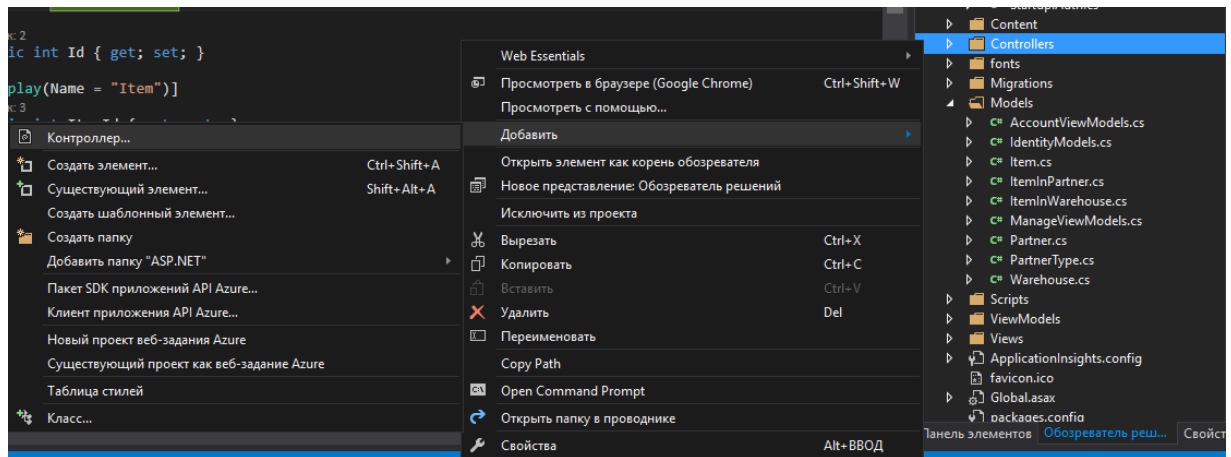 к: 2
ic int Id { get; set; }
play(Name = "Item")]
к: 3
Контроллер...
Создать элемент... Ctrl+Shift+A
Существующий элемент... Shift+Alt+A
Создать шаблонный элемент...
Создать папку
Добавить папку "ASP.NET"
Пакет SDK приложений API Azure...
Клиент приложения API Azure...
Новый проект веб-задания Azure
Существующий проект как веб-задание Azure
Таблица стилей
Класс...
Web Essentials
Просмотреть в браузере (Google Chrome) Ctrl+Shift+W
Просмотреть с помощью...
Добавить
Открыть элемент как корень обозревателя
Новое представление: Обозреватель решений
Исключить из проекта
Вырезать Ctrl+X
Копировать Ctrl+C
Вставить Ctrl+V
Удалить Del
Переименовать
Copy Path
Open Command Prompt
Открыть папку в проводнике
Свойства Alt+ВВОД
Content
Controllers
fonts
Migrations
Models
C# AccountViewModels.cs
C# IdentityModels.cs
C# Item.cs
C# ItemInPartner.cs
C# ItemInWarehouse.cs
C# ManageViewModels.cs
C# Partner.cs
C# PartnerType.cs
C# Warehouse.cs
Scripts
ViewModels
Views
ApplicationInsights.config
favicon.ico
Global.asax
packages.config
Панель элементов Обозреватель реш... Свойст